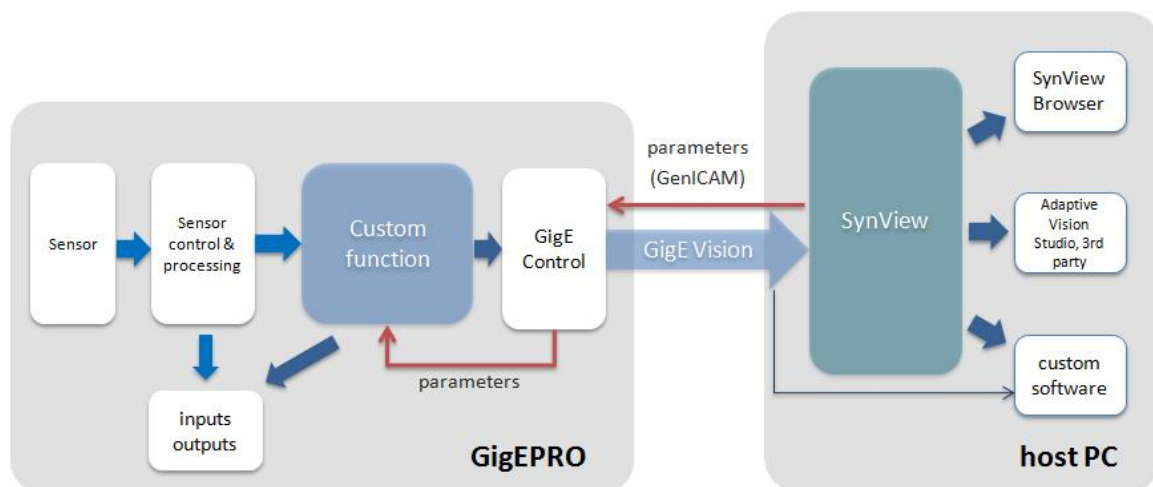 Sensor
Sensor
control &
processing
Custom
function
GigE
Control
parameters
inputs
outputs
GigEPRO
parameters
(GenICAM)
GigE Vision
SynView
SynView
Browser
Adaptive
Vision
Studio, 3rd
party
custom
software
host PC